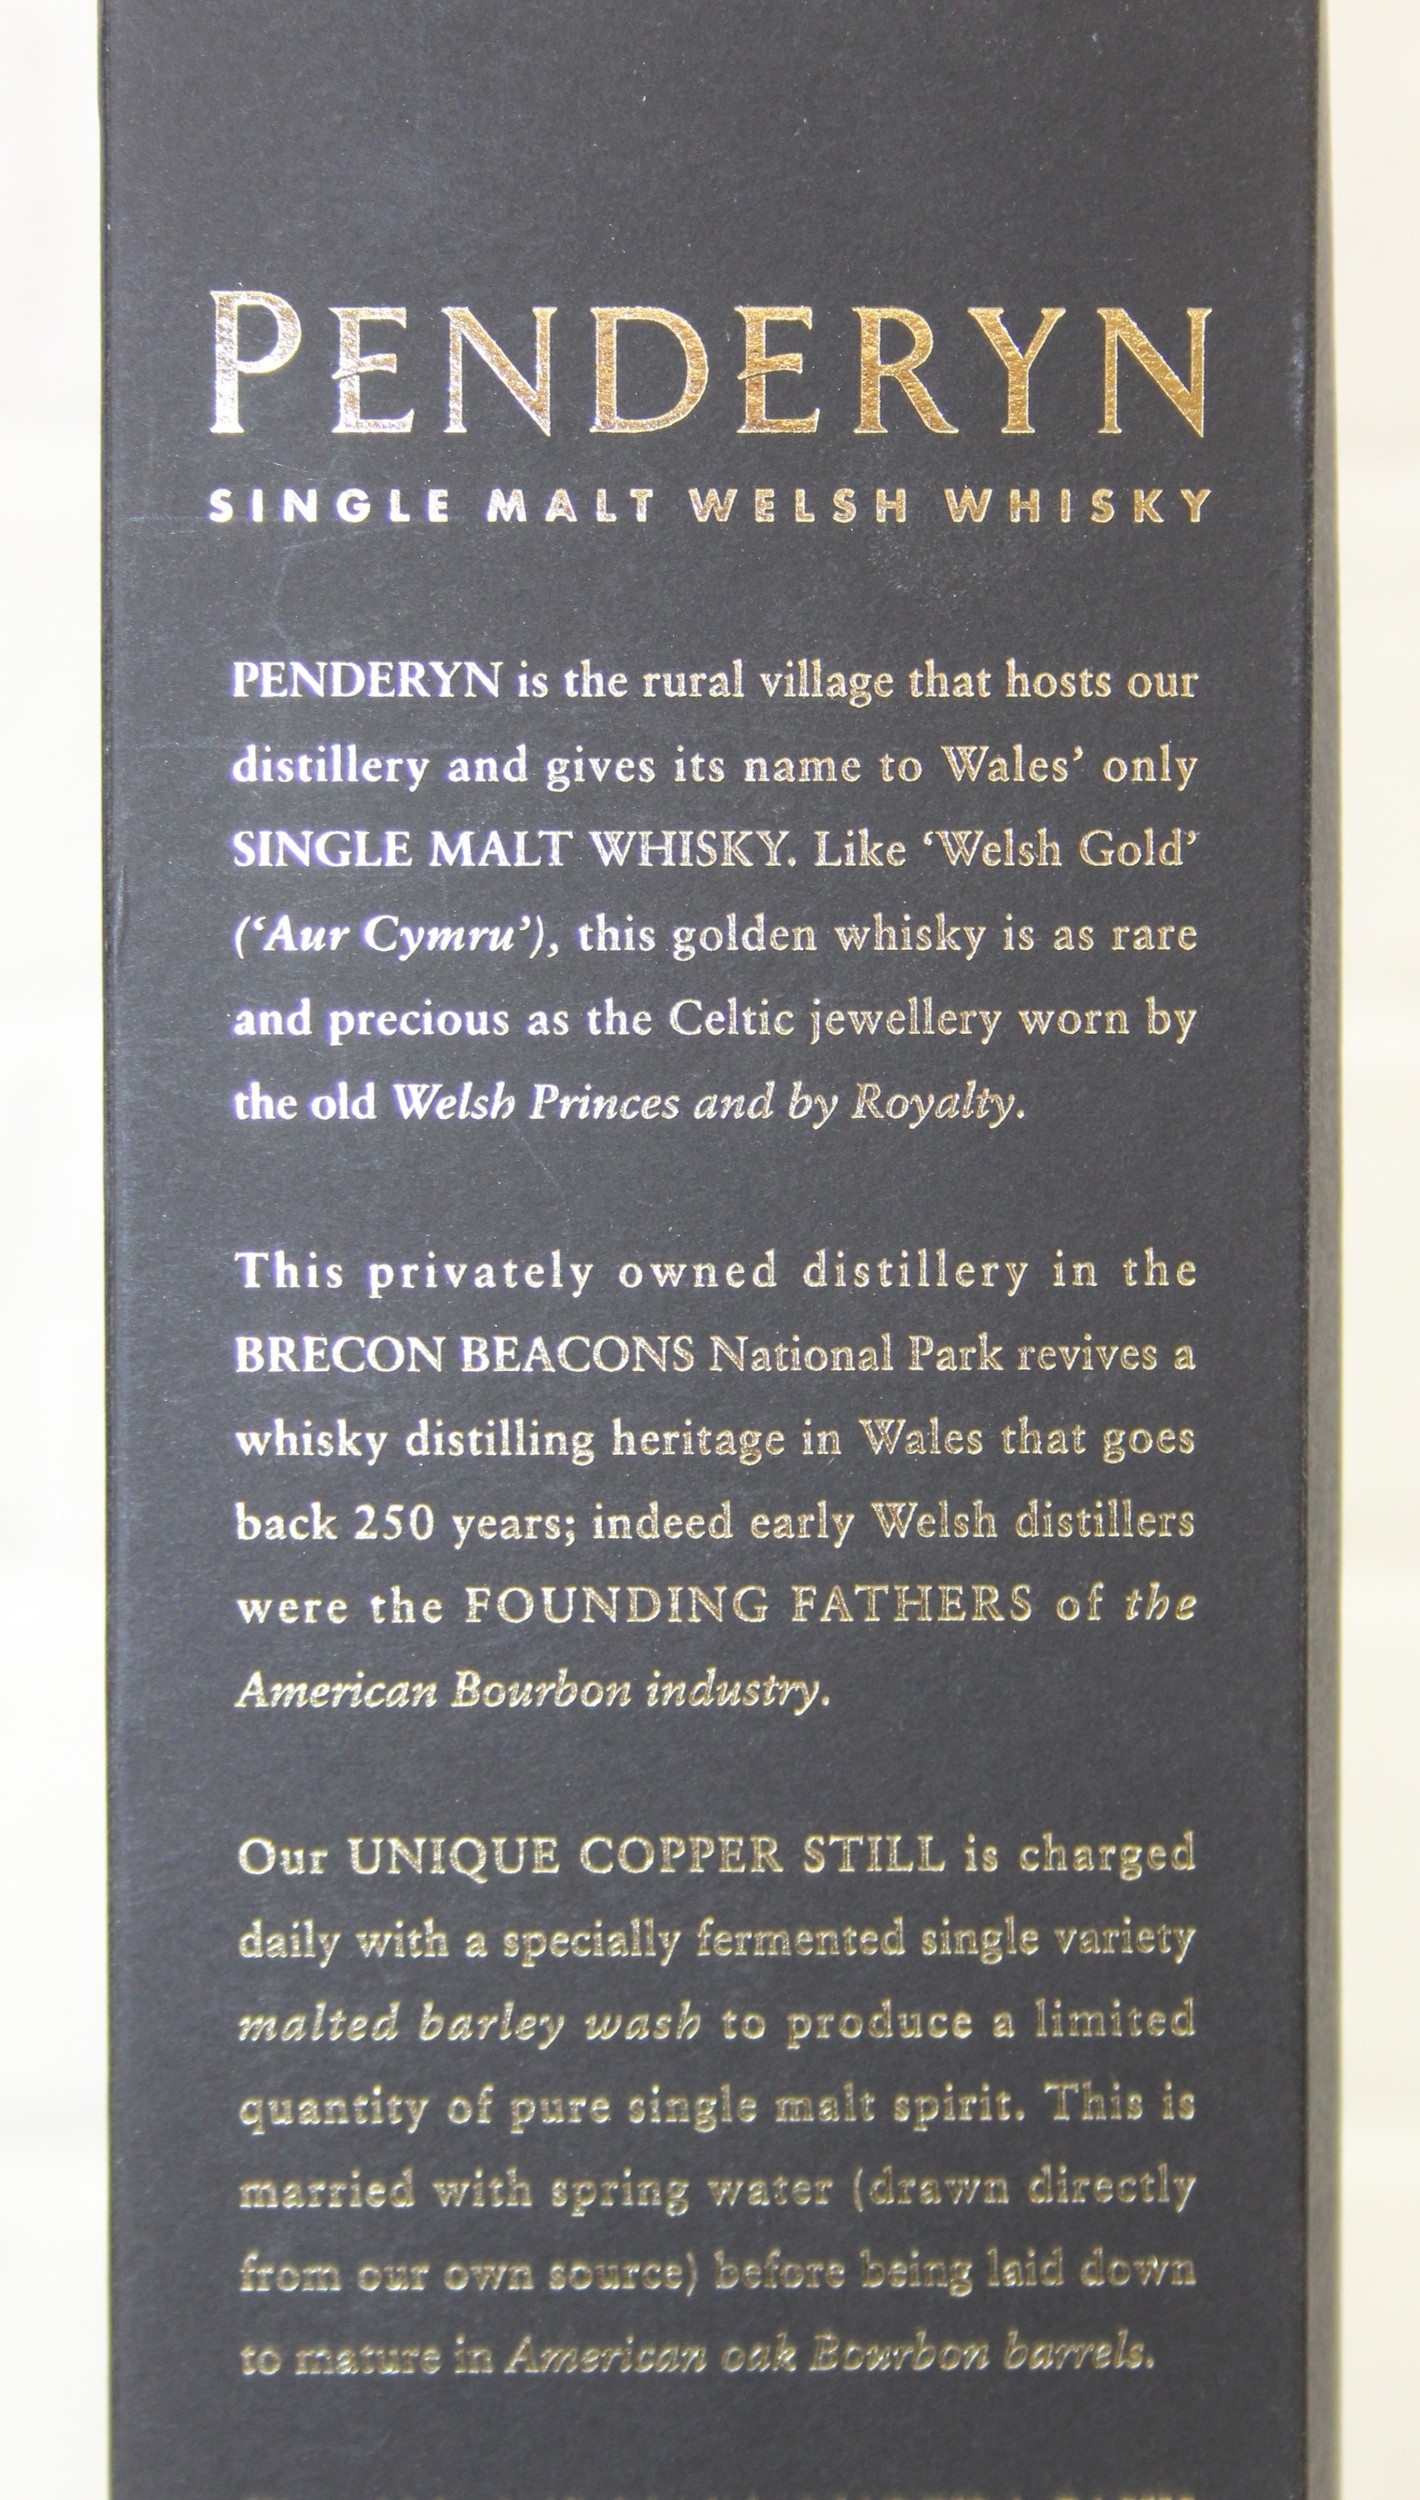 PENDERYN
SINGLE MALT WELSH WHISKY
PENDERYN is the rural village that hosts our
distillery and gives its name to Wales’ only
SINGLE MALT WHISKY. Like ‘Welsh Gold’
(‘Aur Cymru’), this golden whisky is as rare
and precious as the Celtic jewellery worn by
the old Welsh Princes and by Royalty.
This privately owned distillery in the
BRECON BEACONS National Park revives a
whisky distilling heritage in Wales that goes
back 250 years; indeed early Welsh distillers
were the FOUNDING FATHERS of the
American Bourbon industry.
Our UNIQUE COPPER STILL is charged
daily with a specially fermented single variety
malted barley wash to produce a limited
quantity of pure single malt spirit. This is
married with spring water (drawn directly
from our own source) before being laid down
to mature in American oak Bourbon barrels.